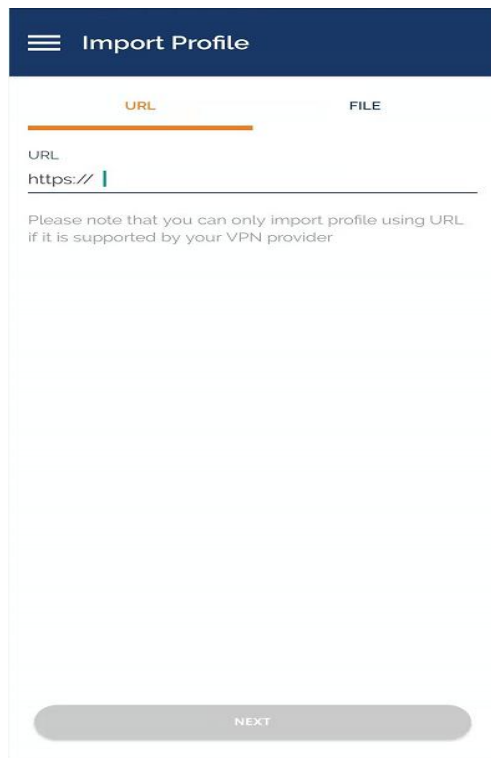 Import Profile
URL
FILE
URL
https://
Please note that you can only import profile using URL
if it is supported by your VPN provider
NEXT